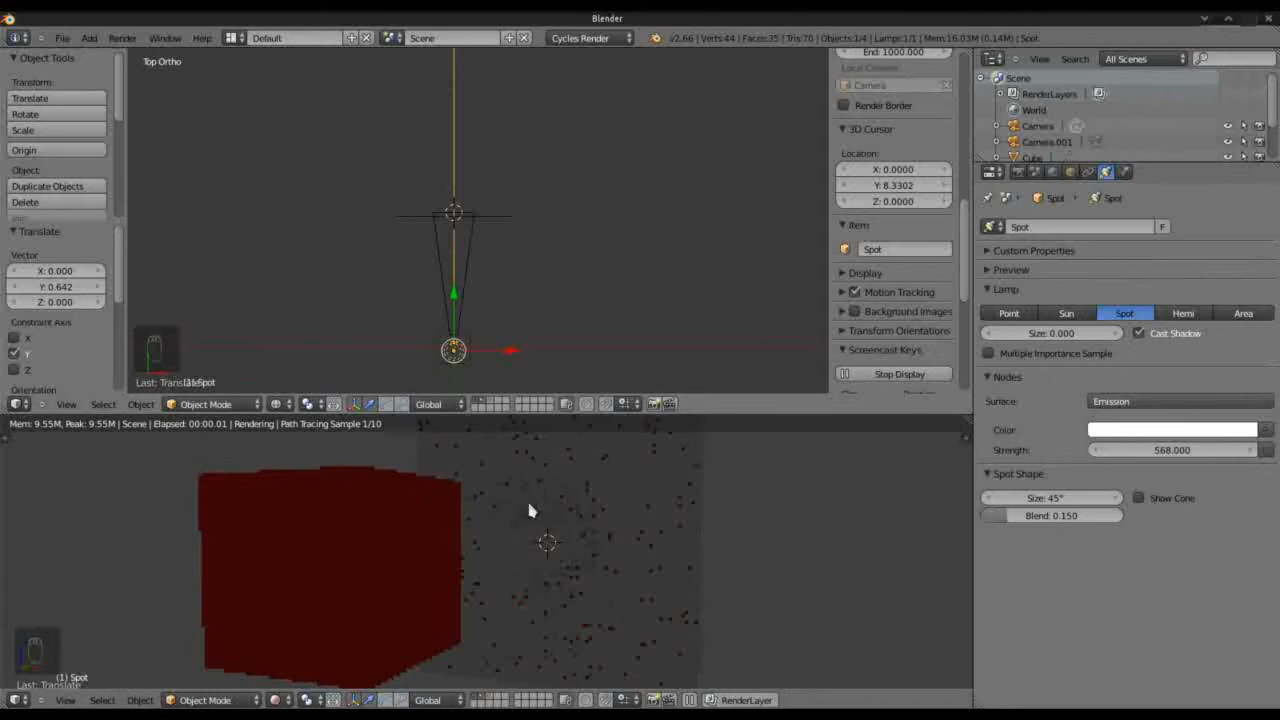 Blender
File Add Render Window Help Default Scene Cycles Render v2.66 | Verts:44 | Faces:35 | Tris:70 | Objects:1/4 | Lamps:1/1 | Mem:16.03M (0.14M) | Spot
Object Tools
Transform:
Translate
Rotate
Scale
Origin
Object:
Duplicate Objects
Delete
Translate
Vector
X: 0.000
Y: 0.642
Z: 0.000
Constraint Axis
X
Y
Z
Orientation
Top Ortho
Last: Translate
(1) Spot
View Select Object Object Mode Global
End: 1000.000
Local Camera:
Camera
Render Border
3D Cursor
Location:
X: 0.0000
Y: 8.3302
Z: 0.0000
Item
Spot
Display
Motion Tracking
Background Images
Transform Orientations
Screencast Keys
Stop Display
View Search All Scenes
Scene
RenderLayers
World
Camera
Camera.001
Cube
Spot Spot
Spot F
Custom Properties
Preview
Lamp
Point Sun Spot Hemi Area
Size: 0.000 Cast Shadow
Multiple Importance Sample
Nodes
Surface: Emission
Color:
Strength: 568.000
Spot Shape
Size: 45° Show Cone
Blend: 0.150
Mem: 9.55M, Peak: 9.55M | Scene | Elapsed: 00:00.01 | Rendering | Path Tracing Sample 1/10
(1) Spot
Last: Translate
View Select Object Object Mode Global RenderLayer